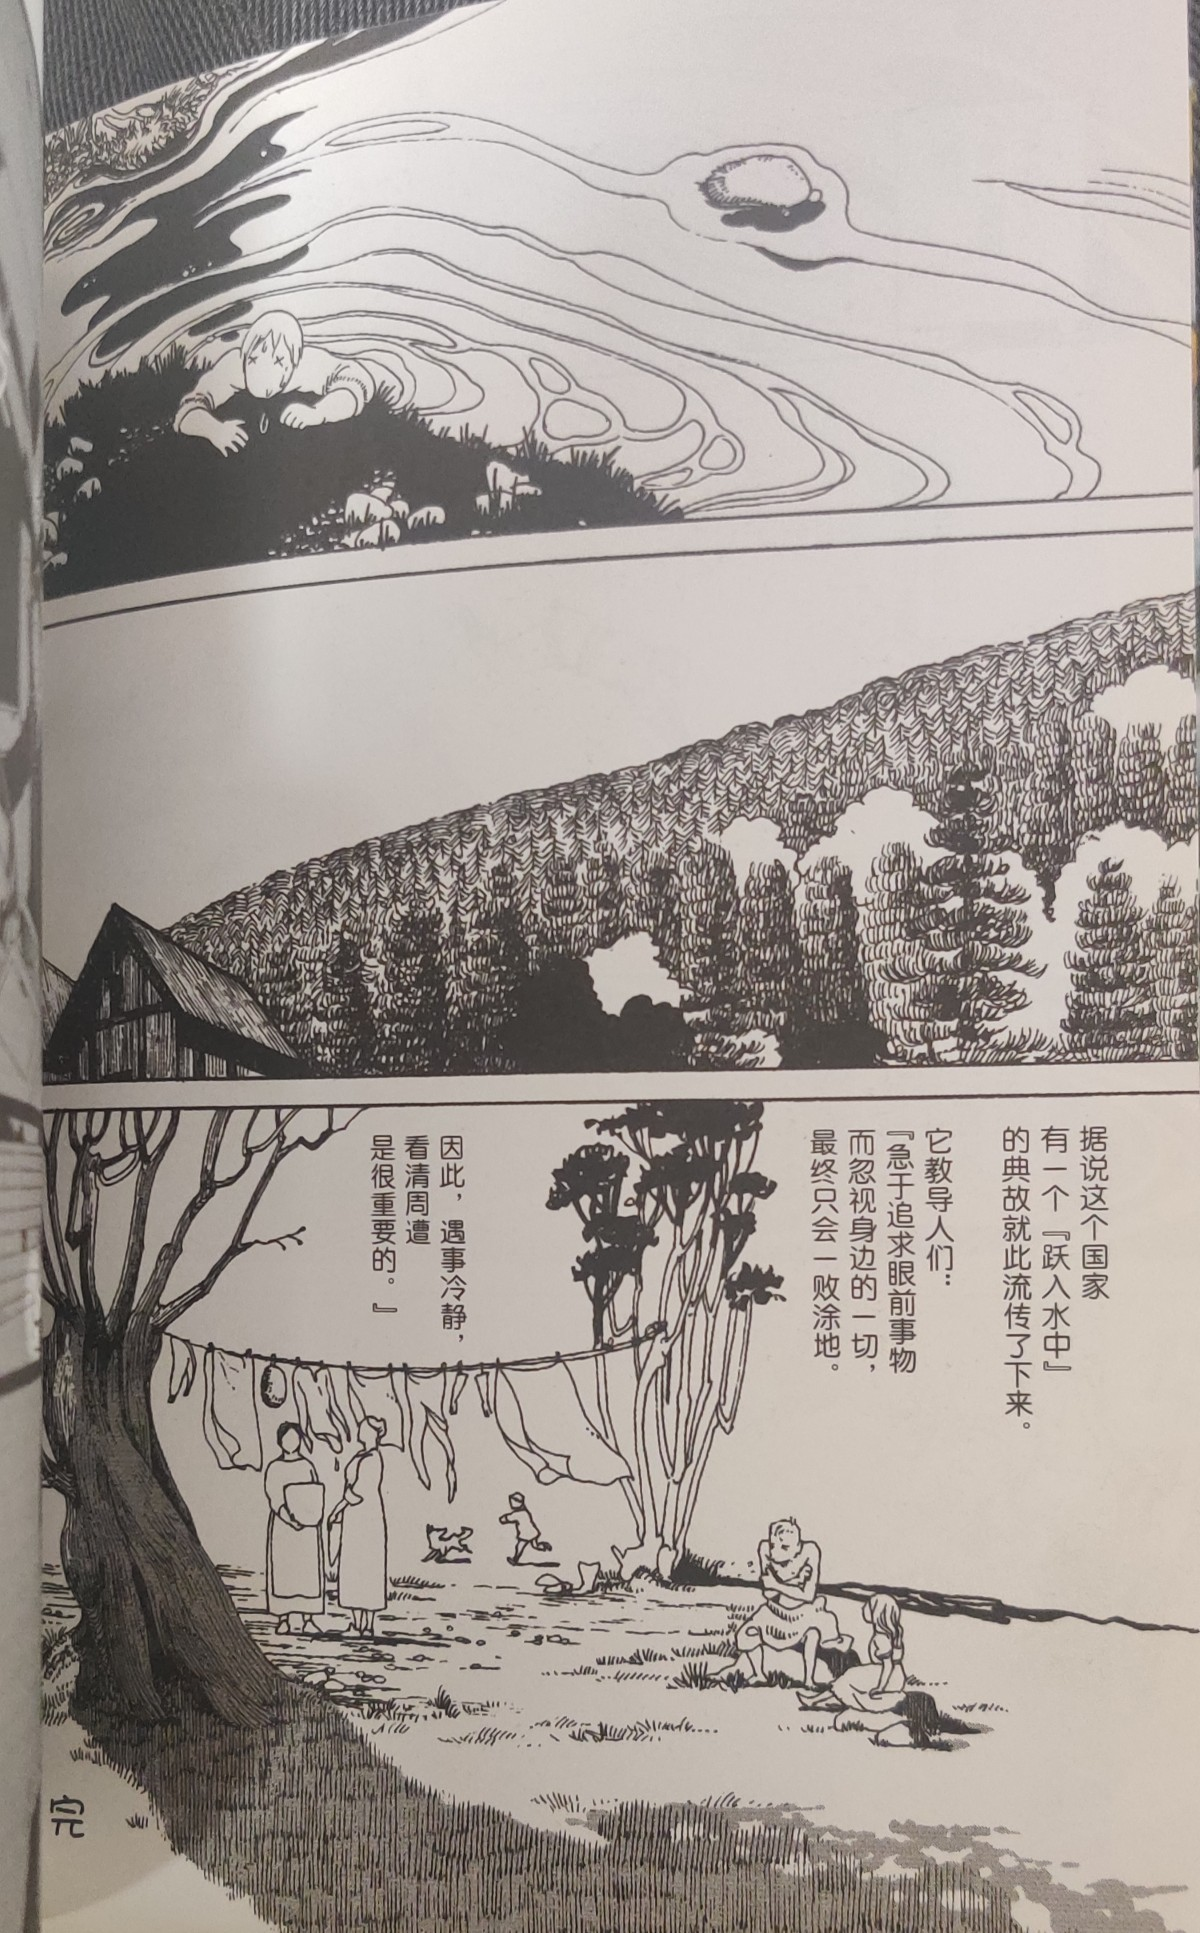 据说这个国家
有一个『跃入水中』
的典故就此流传了下来。
它教导人们：
『急于追求眼前事物
而忽视身边的一切，
最终只会一败涂地。
因此，遇事冷静，
看清周遭
是很重要的。』
完